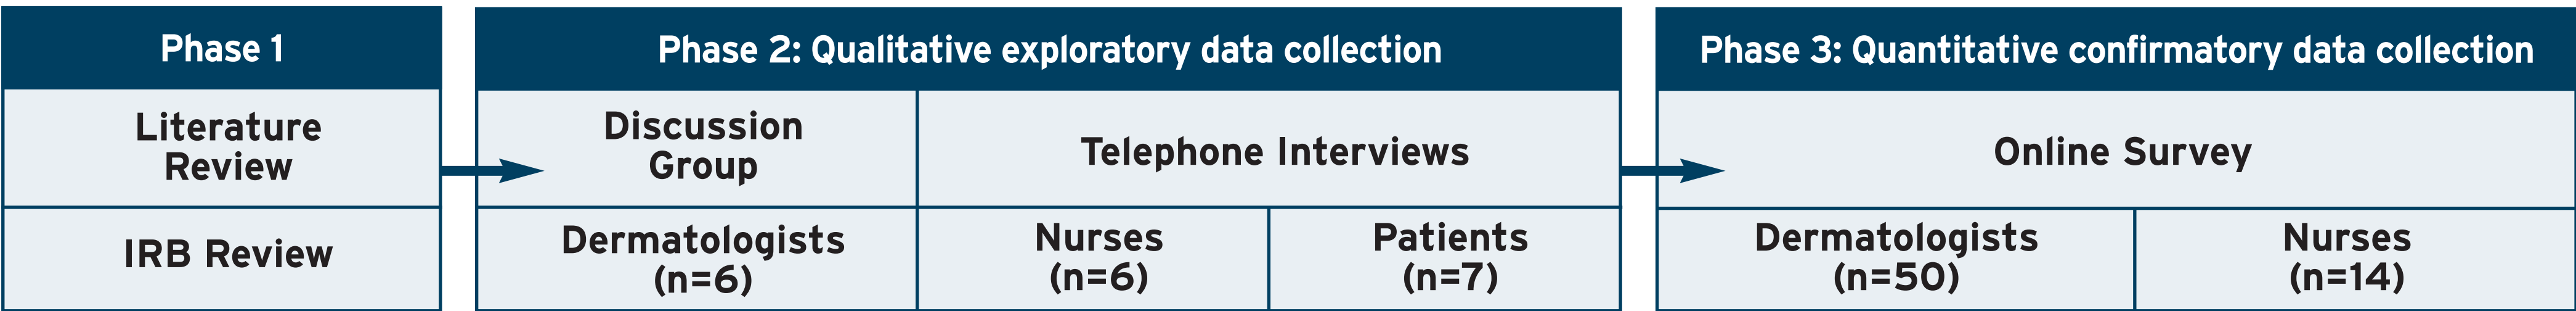 Phase 1
Literature
Review
IRB Review
Phase 2: Qualitative exploratory data collection
Discussion
Group
Telephone Interviews
Dermatologists
(n=6)
Nurses
(n=6)
Patients
(n=7)
Phase 3: Quantitative confirmatory data collection
Online Survey
Dermatologists
(n=50)
Nurses
(n=14)